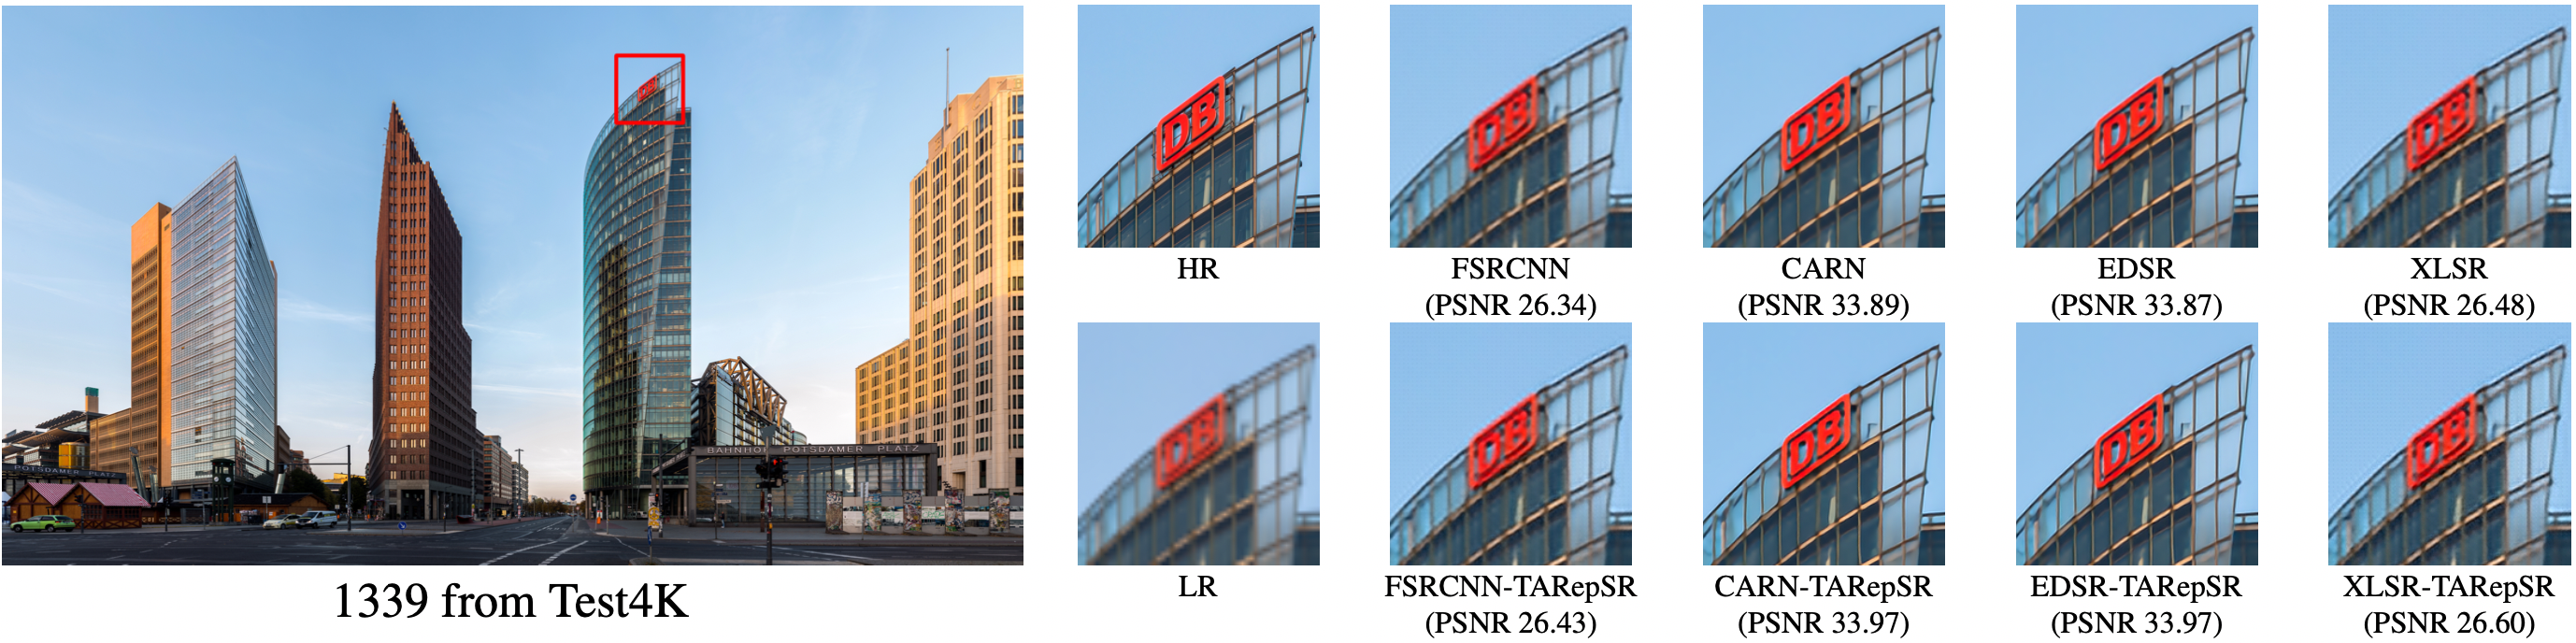 DB
POTSDAMER PLATZ
BAHNHOF POTSDAMER PLATZ
1339 from Test4K
DB
DB
DB
DB
DB
HR
FSRCNN
(PSNR 26.34)
CARN
(PSNR 33.89)
EDSR
(PSNR 33.87)
XLSR
(PSNR 26.48)
DB
DB
DB
DB
DB
LR
FSRCNN-TARepSR
(PSNR 26.43)
CARN-TARepSR
(PSNR 33.97)
EDSR-TARepSR
(PSNR 33.97)
XLSR-TARepSR
(PSNR 26.60)